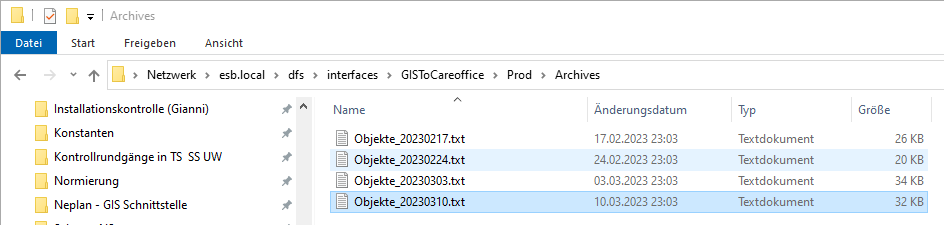 Archives
Datei Start Freigeben Ansicht
Netzwerk > esb.local > dfs > interfaces > GISToCareoffice > Prod > Archives
Installationskontrolle (Gianni)
Konstanten
Kontrollrundgänge in TS SS UW
Normierung
Neplan - GIS Schnittstelle
Name Änderungsdatum Typ Größe
Objekte_20230217.txt 17.02.2023 23:03 Textdokument 26 KB
Objekte_20230224.txt 24.02.2023 23:03 Textdokument 20 KB
Objekte_20230303.txt 03.03.2023 23:03 Textdokument 34 KB
Objekte_20230310.txt 10.03.2023 23:03 Textdokument 32 KB